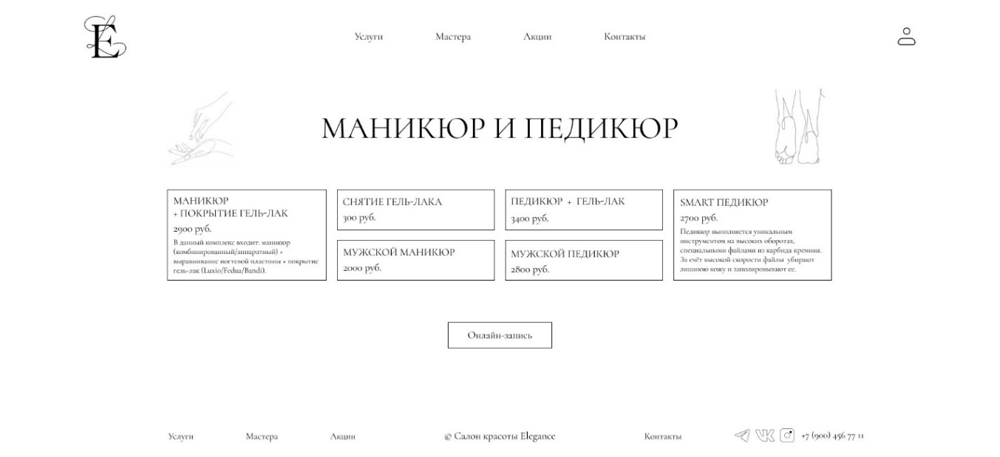 E
Услуги Мастера Акции Контакты
МАНИКЮР И ПЕДИКЮР
МАНИКЮР
+ ПОКРЫТИЕ ГЕЛЬ-ЛАК
2900 руб.
В данный комплекс входит: маникюр
(комбинированный/аппаратный) +
выравнивание ногтевой пластины + покрытие
гель-лак (Luxio/Fedua/Bandi).
СНЯТИЕ ГЕЛЬ-ЛАКА
300 руб.
МУЖСКОЙ МАНИКЮР
2000 руб.
ПЕДИКЮР + ГЕЛЬ-ЛАК
3400 руб.
МУЖСКОЙ ПЕДИКЮР
2800 руб.
SMART ПЕДИКЮР
2700 руб.
Педикюр выполняется уникальным
инструментом на высоких оборотах,
специальными файлами из карбида кремния.
За счёт высокой скорости файлы убирают
лишнюю кожу и заполировывают ее.
Онлайн-запись
Услуги Мастера Акции © Салон красоты Elegance Контакты +7 (900) 456 77 11